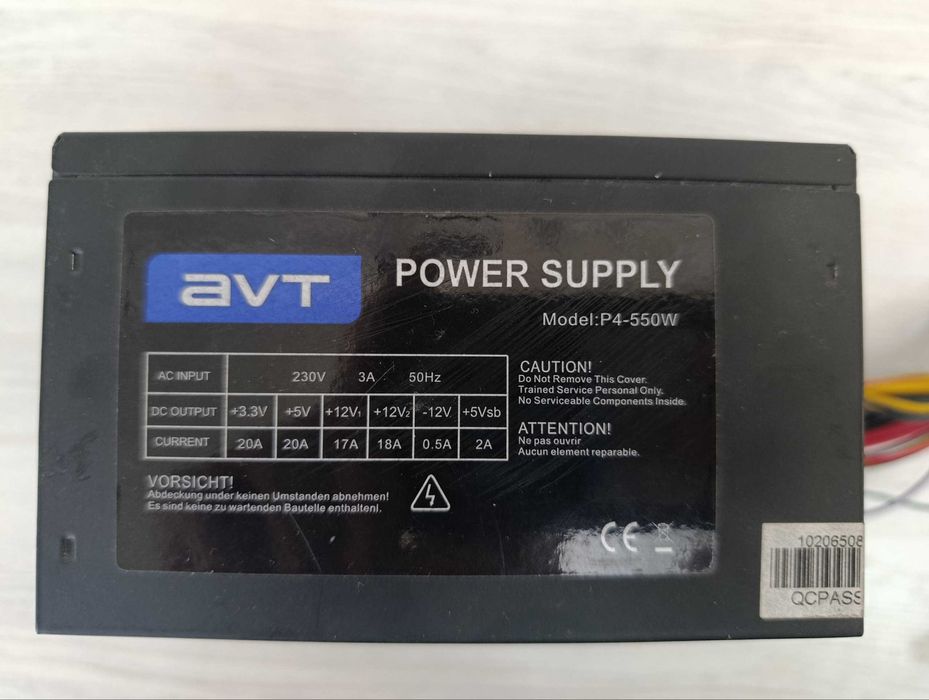 AVT
POWER SUPPLY
Model:P4-550W
AC INPUT 230V 3A 50Hz
DC OUTPUT +3.3V +5V +12V1 +12V2 -12V +5Vsb
CURRENT 20A 20A 17A 18A 0.5A 2A
CAUTION!
Do Not Remove This Cover.
Trained Service Personal Only.
No Serviceable Components Inside.
ATTENTION!
Ne pas ouvrir
Aucun element reparable.
VORSICHT!
Abdeckung unter keinen Umstanden abnehmen!
Es sind keine zu wartenden Bautelle enthaltenl.
CE
10206508
QCPASS